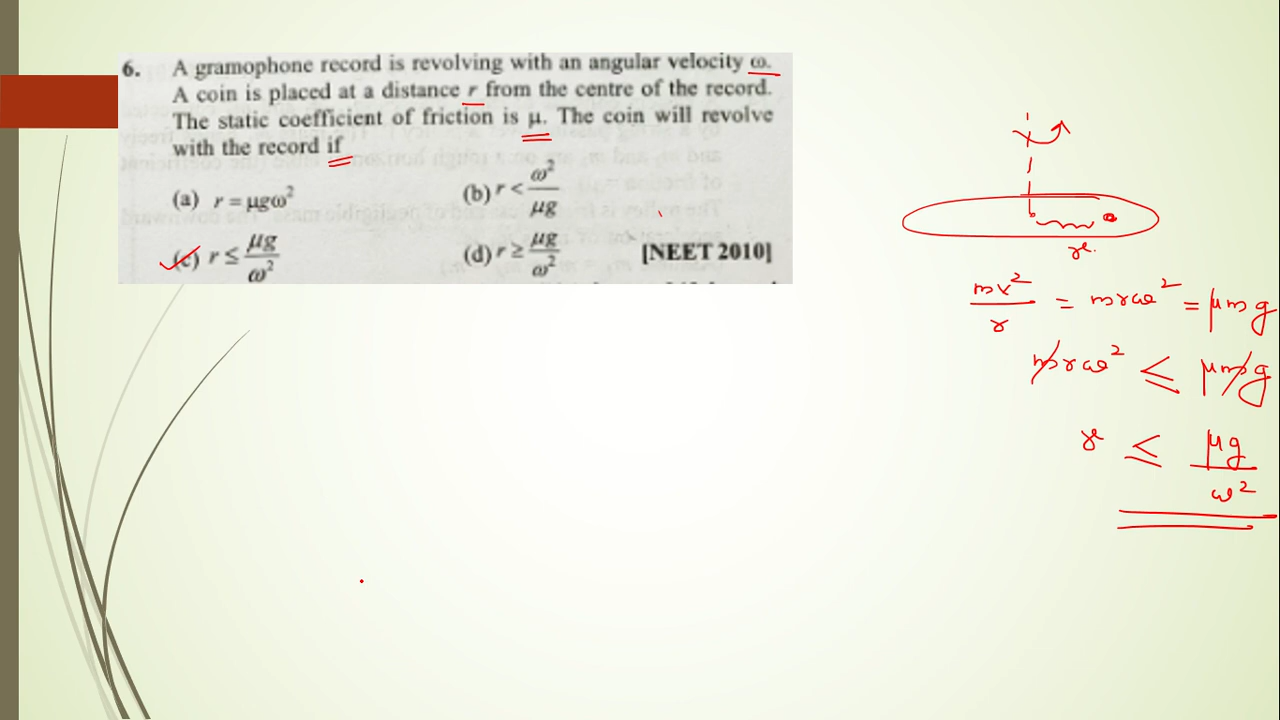 6. A gramophone record is revolving with an angular velocity ω.
A coin is placed at a distance r from the centre of the record.
The static coefficient of friction is μ. The coin will revolve
with the record if
(a) r = μgω² (b) r < ω²/μg
(c) r ≤ μg/ω² (d) r ≥ μg/ω² [NEET 2010]
r
mv²/r = mrω² = μmg
mrω² ≤ μmg
r ≤ μg/ω²